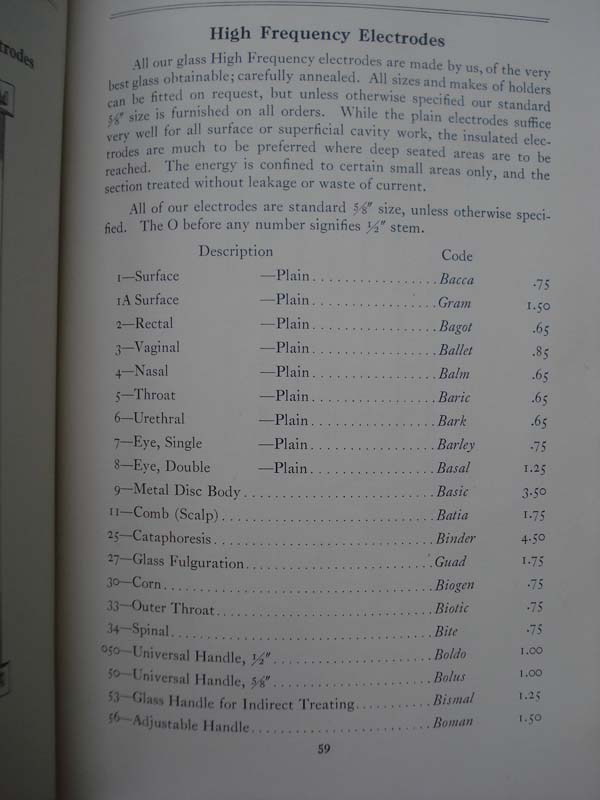 trodes
High Frequency Electrodes
All our glass High Frequency electrodes are made by us, of the very
best glass obtainable; carefully annealed. All sizes and makes of holders
can be fitted on request, but unless otherwise specified our standard
5/8" size is furnished on all orders. While the plain electrodes suffice
very well for all surface or superficial cavity work, the insulated elec-
trodes are much to be preferred where deep seated areas are to be
reached. The energy is confined to certain small areas only, and the
section treated without leakage or waste of current.
All of our electrodes are standard 5/8" size, unless otherwise speci-
fied. The O before any number signifies 1/2" stem.
Description Code
1—Surface —Plain................Bacca .75
1A Surface —Plain................Gram 1.50
2—Rectal —Plain................Bagot .65
3—Vaginal —Plain................Ballet .85
4—Nasal —Plain................Balm .65
5—Throat —Plain................Baric .65
6—Urethral —Plain................Bark .65
7—Eye, Single —Plain................Barley .75
8—Eye, Double —Plain................Basal 1.25
9—Metal Disc Body........................Basic 3.50
11—Comb (Scalp)...........................Batia 1.75
25—Cataphoresis............................Binder 4.50
27—Glass Fulguration.......................Guad 1.75
30—Corn..................................Biogen .75
33—Outer Throat...........................Biotic .75
34—Spinal.................................Bite .75
050—Universal Handle, 1/2"....................Boldo 1.00
50—Universal Handle, 5/8"....................Bolus 1.00
53—Glass Handle for Indirect Treating..........Bismal 1.25
56—Adjustable Handle.......................Boman 1.50
59